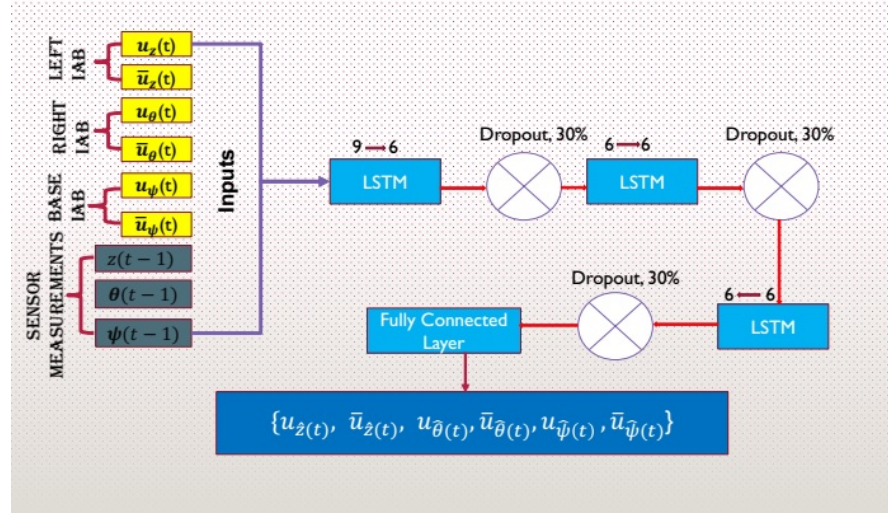 LEFT
IAB
u_z(t)
ū_z(t)
RIGHT
IAB
u_θ(t)
ū_θ(t)
BASE
IAB
u_ψ(t)
ū_ψ(t)
SENSOR
MEASUREMENTS
z(t − 1)
θ(t − 1)
ψ(t − 1)
Inputs
9 → 6
LSTM
Dropout, 30%
6 → 6
LSTM
Dropout, 30%
6 ← 6
LSTM
Dropout, 30%
Fully Connected
Layer
{u_ẑ(t), ū_ẑ(t), u_θ̂(t), ū_θ̂(t), u_ψ̂(t), ū_ψ̂(t)}